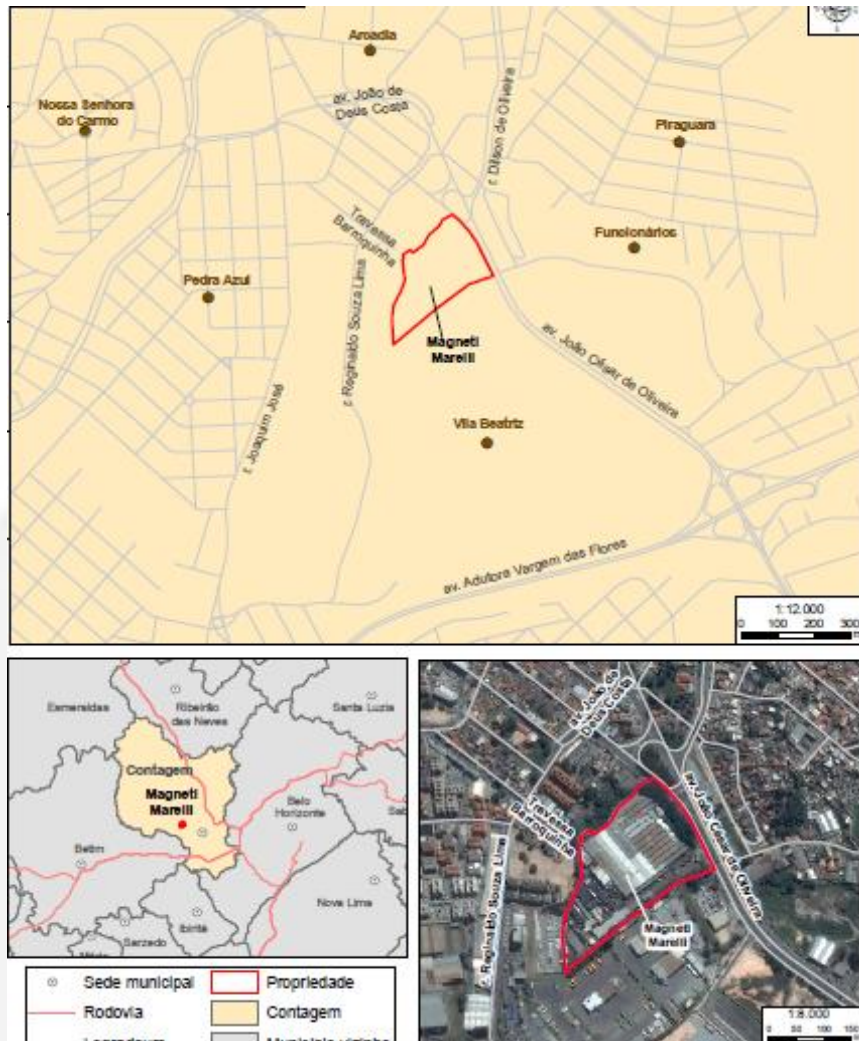 Arcadia
Nossa Senhora
do Carmo
av. João de
Deus Costa
r. Dilson de Oliveira
Piraguara
Travessa
Barroquinha
Funcionários
Pedra Azul
r. Reginaldo Souza Lima
Magneti
Marelli
av. João César de Oliveira
r. Joaquim José
Vila Beatriz
av. Adutora Vargem das Flores
1:12.000
0 100 200 300
Esmeraldas
Ribeirão
das Neves
Santa Luzia
Contagem
Magneti
Marelli
Belo
Horizonte
Betim
Nova Lima
Ibirité
Sarzedo
av. João de
Deus Costa
Travessa
Barroquinha
av. João César de Oliveira
r. Reginaldo Souza Lima
Magneti
Marelli
1:8.000
0 50 100 150
Sede municipal
Propriedade
Rodovia
Contagem